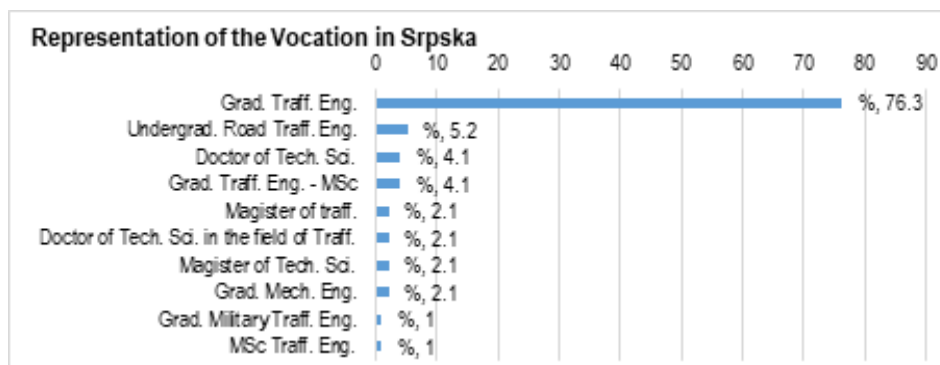 Representation of the Vocation in Srpska
0 10 20 30 40 50 60 70 80 90
Grad. Traff. Eng. %, 76.3
Undergrad. Road Traff. Eng. %, 5.2
Doctor of Tech. Sci. %, 4.1
Grad. Traff. Eng. - MSc %, 4.1
Magister of traff. %, 2.1
Doctor of Tech. Sci. in the field of Traff. %, 2.1
Magister of Tech. Sci. %, 2.1
Grad. Mech. Eng. %, 2.1
Grad. Military Traff. Eng. %, 1
MSc Traff. Eng. %, 1